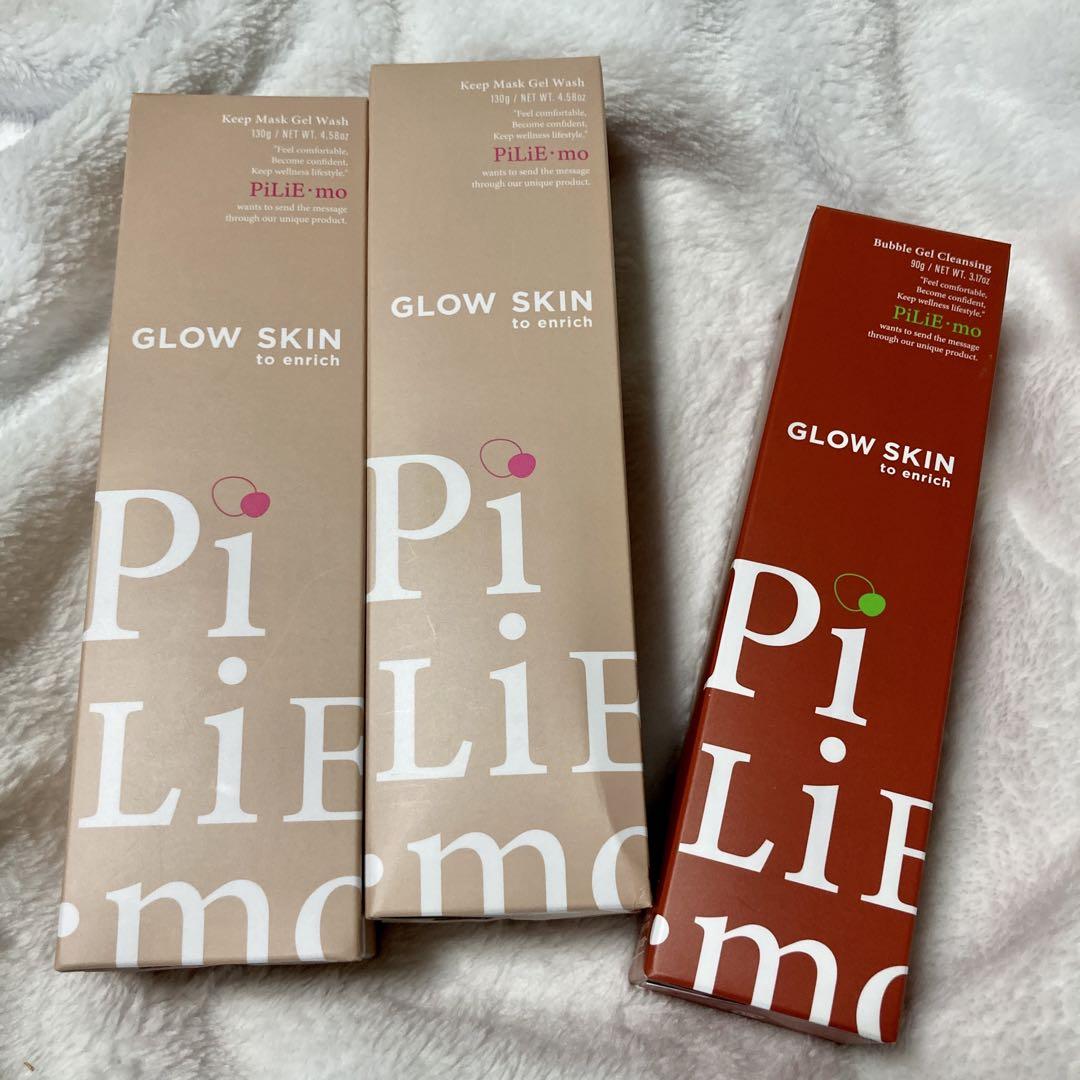 Keep Mask Gel Wash
130g / NET WT. 4.58oz
"Feel comfortable,
Become confident,
Keep wellness lifestyle."
PiLiE·mo
wants to send the message
through our unique product.
GLOW SKIN
to enrich
Pi
LiE
·mo
Keep Mask Gel Wash
130g / NET WT. 4.58oz
"Feel comfortable,
Become confident,
Keep wellness lifestyle."
PiLiE·mo
wants to send the message
through our unique product.
GLOW SKIN
to enrich
Pi
LiE
·mo
Bubble Gel Cleansing
90g / NET WT. 3.17oz
"Feel comfortable,
Become confident,
Keep wellness lifestyle."
PiLiE·mo
wants to send the message
through our unique product.
GLOW SKIN
to enrich
Pi
LiE
·mo